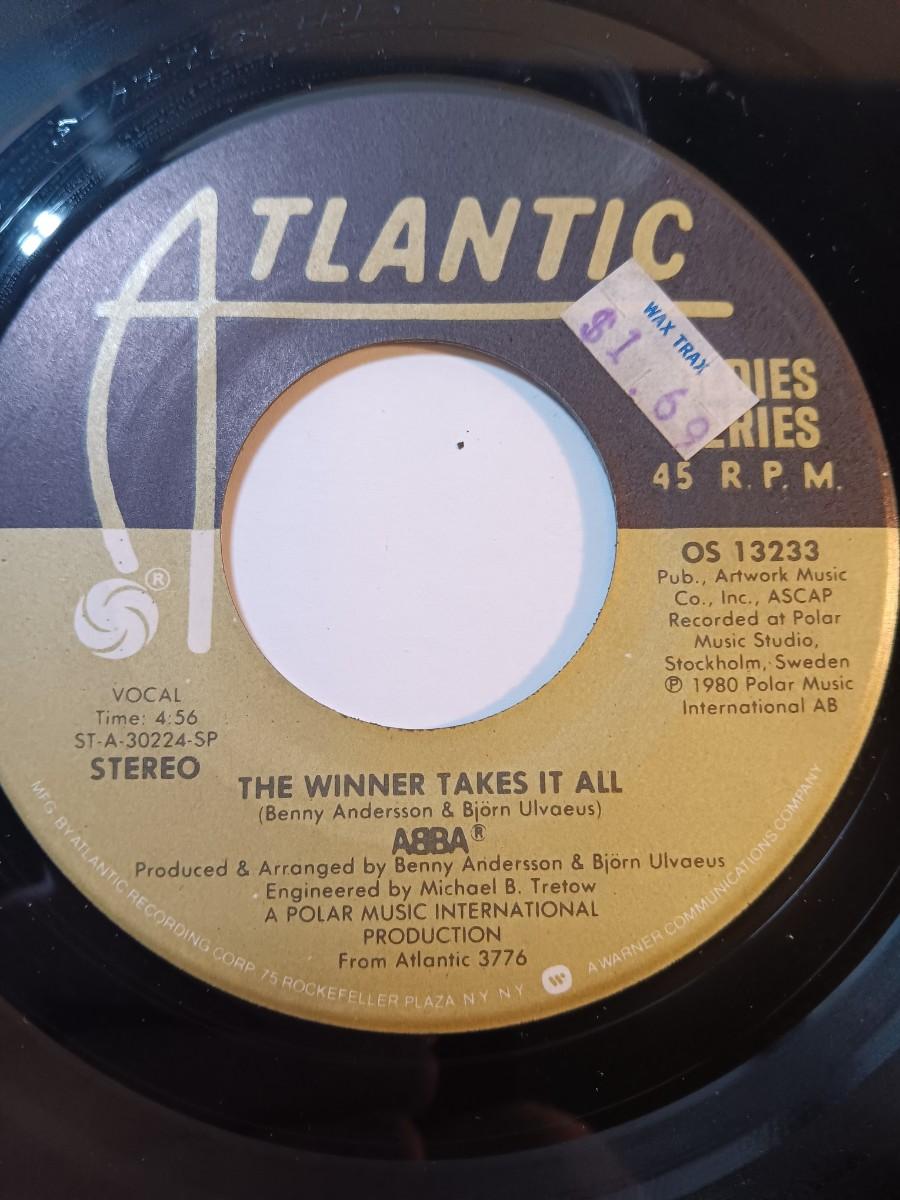 ATLANTIC
WAX TRAX
$1.69
DIES
ERIES
45 R.P.M.
OS 13233
Pub., Artwork Music
Co., Inc., ASCAP
Recorded at Polar
Music Studio,
Stockholm, Sweden
℗ 1980 Polar Music
International AB
®
VOCAL
Time: 4:56
ST-A-30224-SP
STEREO
THE WINNER TAKES IT ALL
(Benny Andersson & Björn Ulvaeus)
ABBA®
Produced & Arranged by Benny Andersson & Björn Ulvaeus
Engineered by Michael B. Tretow
A POLAR MUSIC INTERNATIONAL
PRODUCTION
From Atlantic 3776
MFG. BY ATLANTIC RECORDING CORP. 75 ROCKEFELLER PLAZA N Y N Y W A WARNER COMMUNICATIONS COMPANY